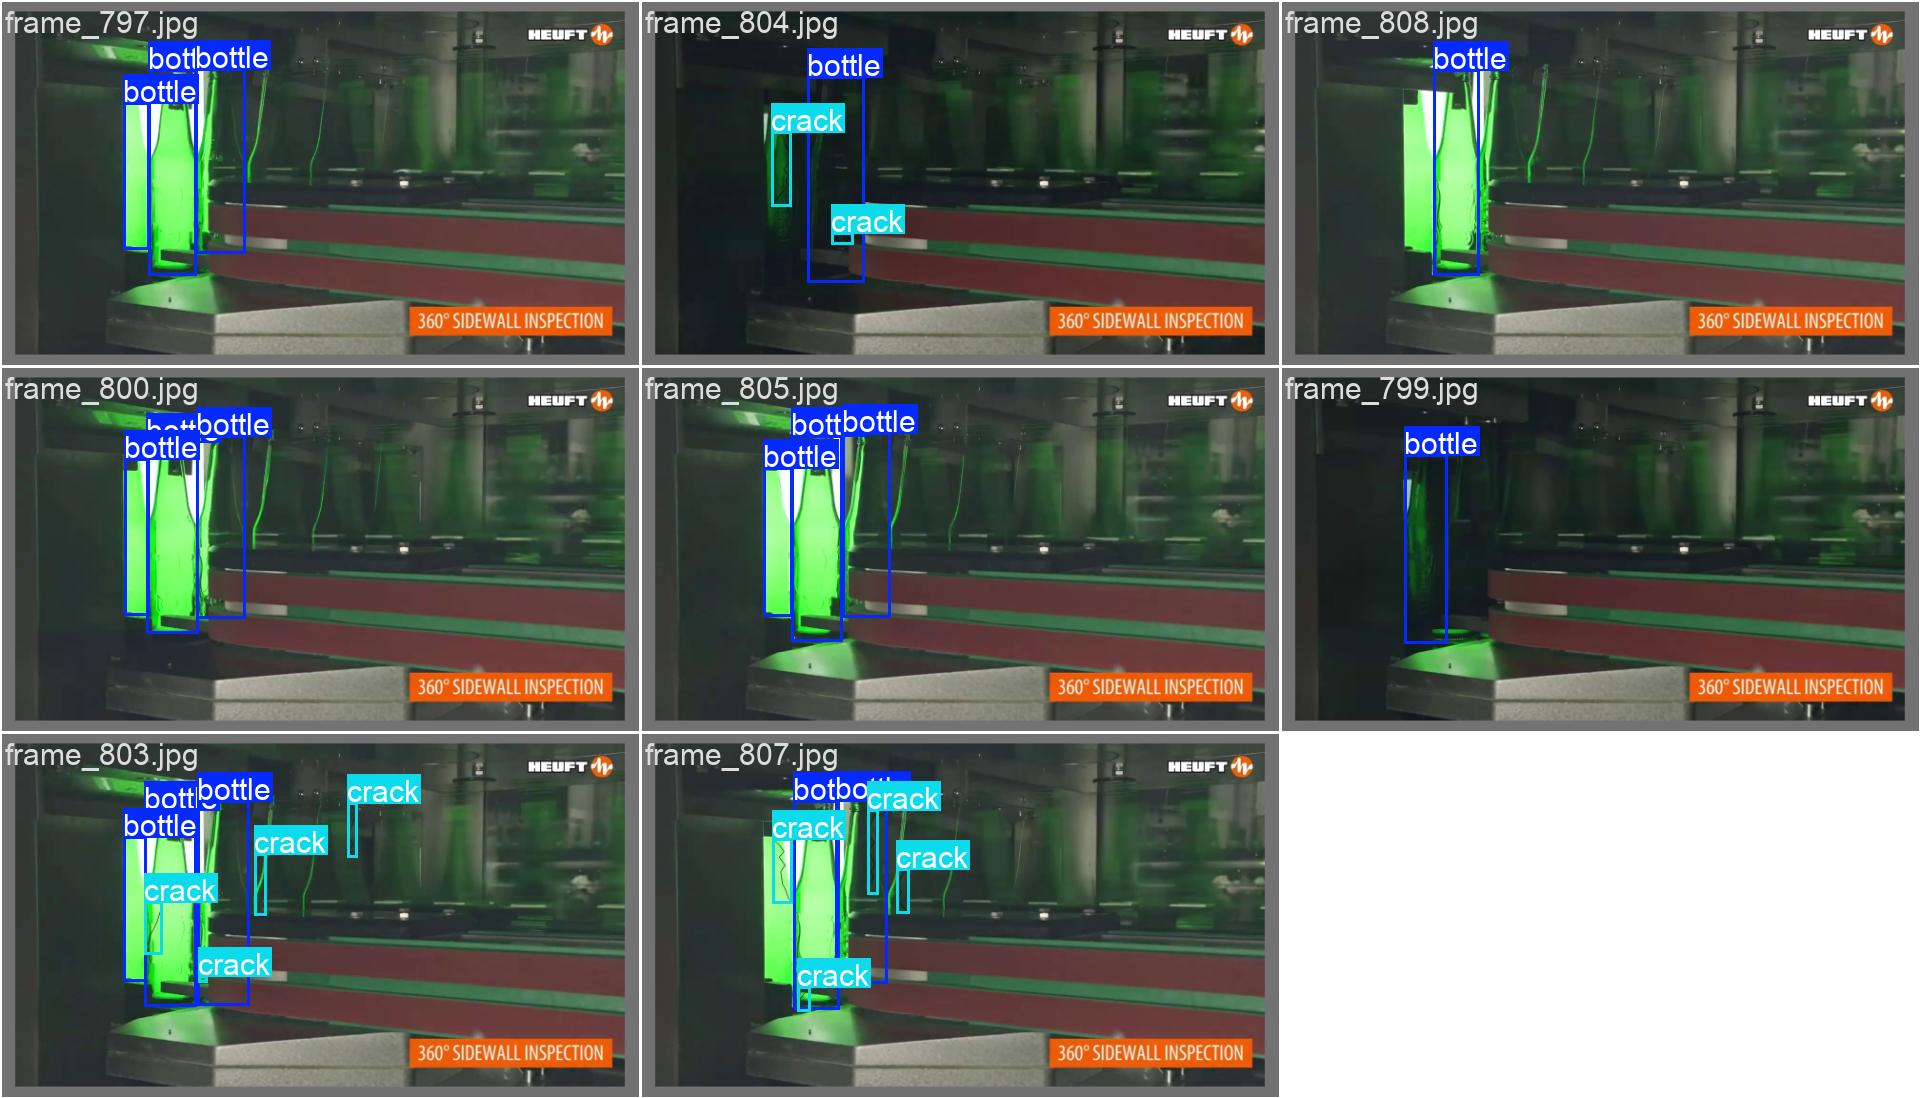 frame_797.jpg
HEUFT
bott bottle
bottle
360° SIDEWALL INSPECTION
frame_804.jpg
HEUFT
bottle
crack
crack
360° SIDEWALL INSPECTION
frame_808.jpg
HEUFT
bottle
360° SIDEWALL INSPECTION
frame_800.jpg
HEUFT
bottle
bottle
360° SIDEWALL INSPECTION
frame_805.jpg
HEUFT
bott bottle
bottle
360° SIDEWALL INSPECTION
frame_799.jpg
HEUFT
bottle
360° SIDEWALL INSPECTION
frame_803.jpg
HEUFT
bott bottle
crack
bottle
crack
crack
crack
360° SIDEWALL INSPECTION
frame_807.jpg
HEUFT
bo
crack
crack
crack
crack
360° SIDEWALL INSPECTION